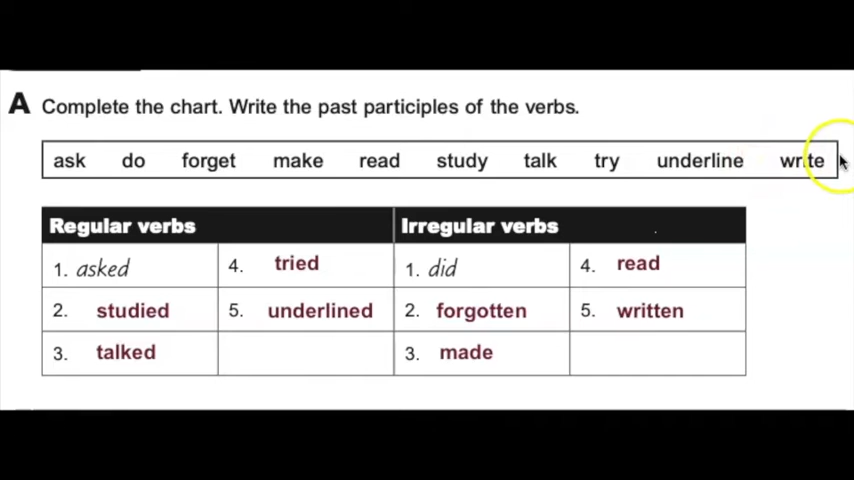 A Complete the chart. Write the past participles of the verbs.
ask do forget make read study talk try underline write
Regular verbs Irregular verbs
1. asked 4. tried 1. did 4. read
2. studied 5. underlined 2. forgotten 5. written
3. talked 3. made